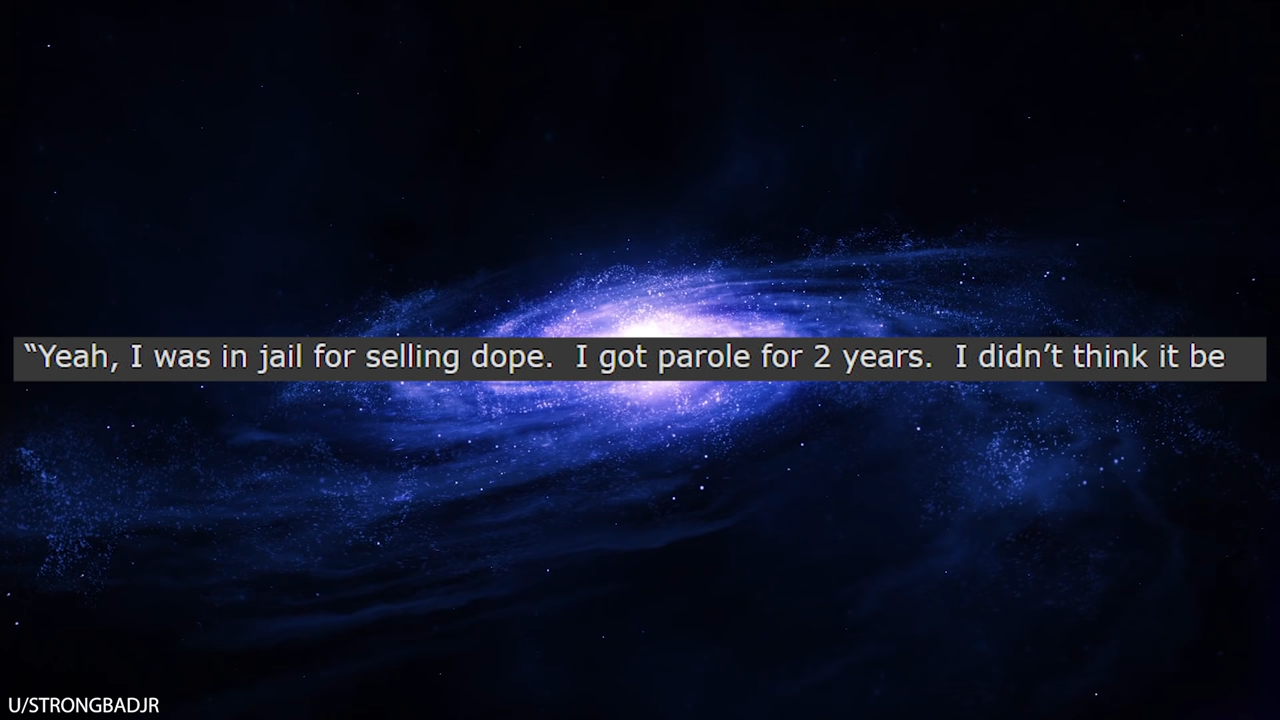 “Yeah, I was in jail for selling dope.  I got parole for 2 years.  I didn’t think it be
U/STRONGBADJR